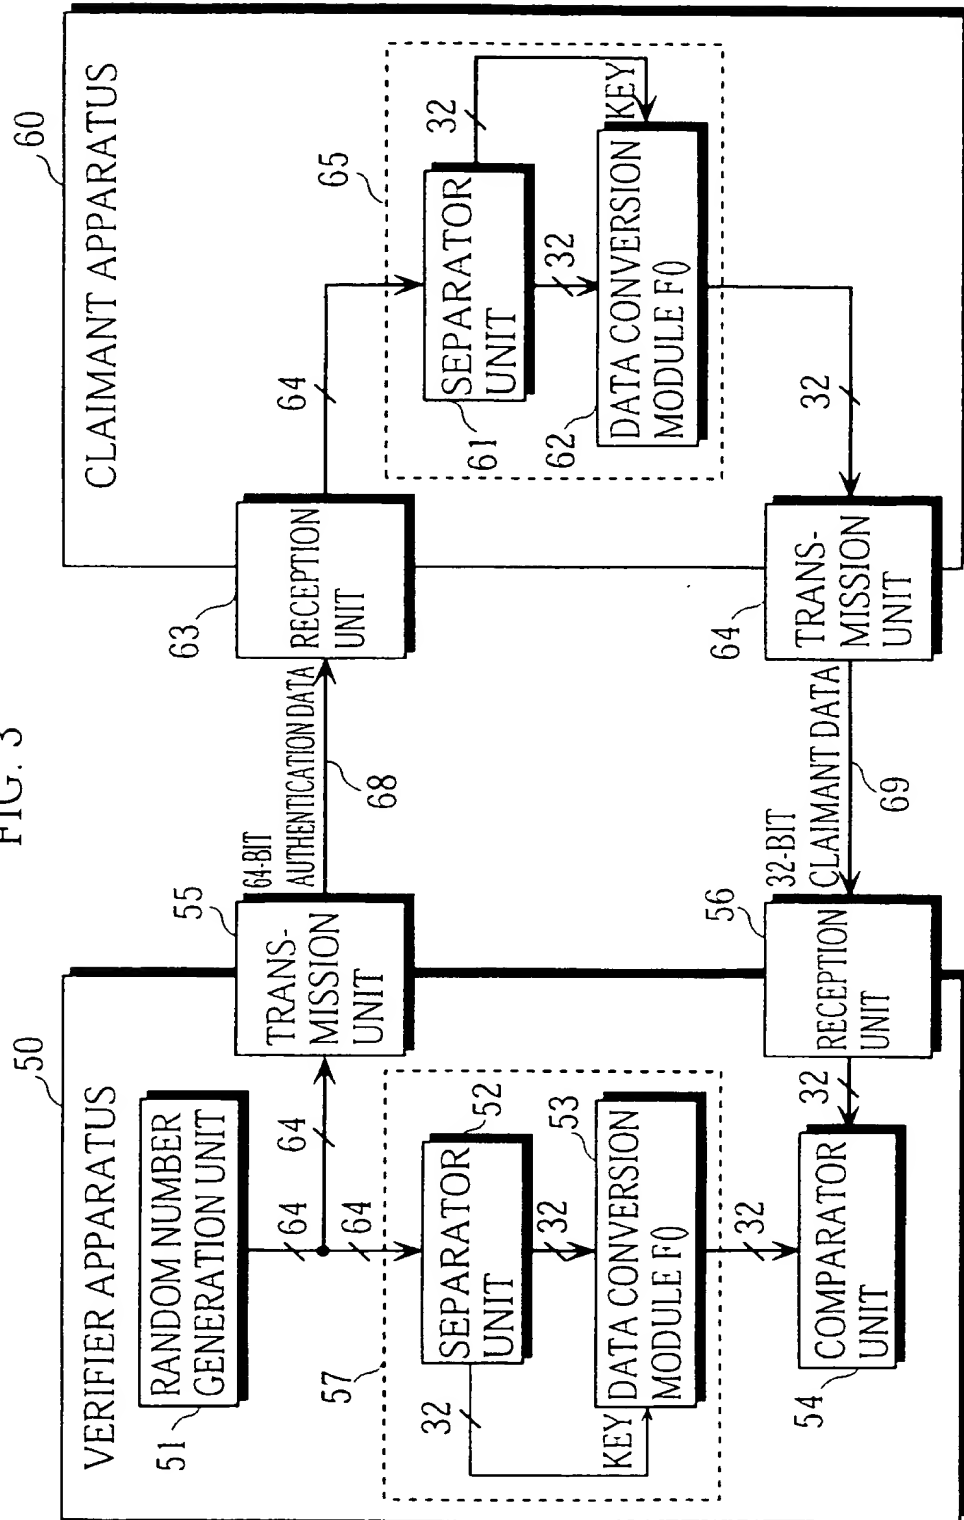 FIG. 3
VERIFIER APPARATUS
50
RANDOM NUMBER
GENERATION UNIT
51
64
64
64
TRANS-
MISSION
UNIT
55
57
SEPARATOR
UNIT
52
32
32
KEY
DATA CONVERSION
MODULE F()
53
32
COMPARATOR
UNIT
54
32
RECEPTION
UNIT
56
64-BIT
AUTHENTICATION DATA
68
32-BIT
CLAIMANT DATA
69
CLAIMANT APPARATUS
60
RECEPTION
UNIT
63
64
65
SEPARATOR
UNIT
61
32
32
KEY
DATA CONVERSION
MODULE F()
62
32
TRANS-
MISSION
UNIT
64